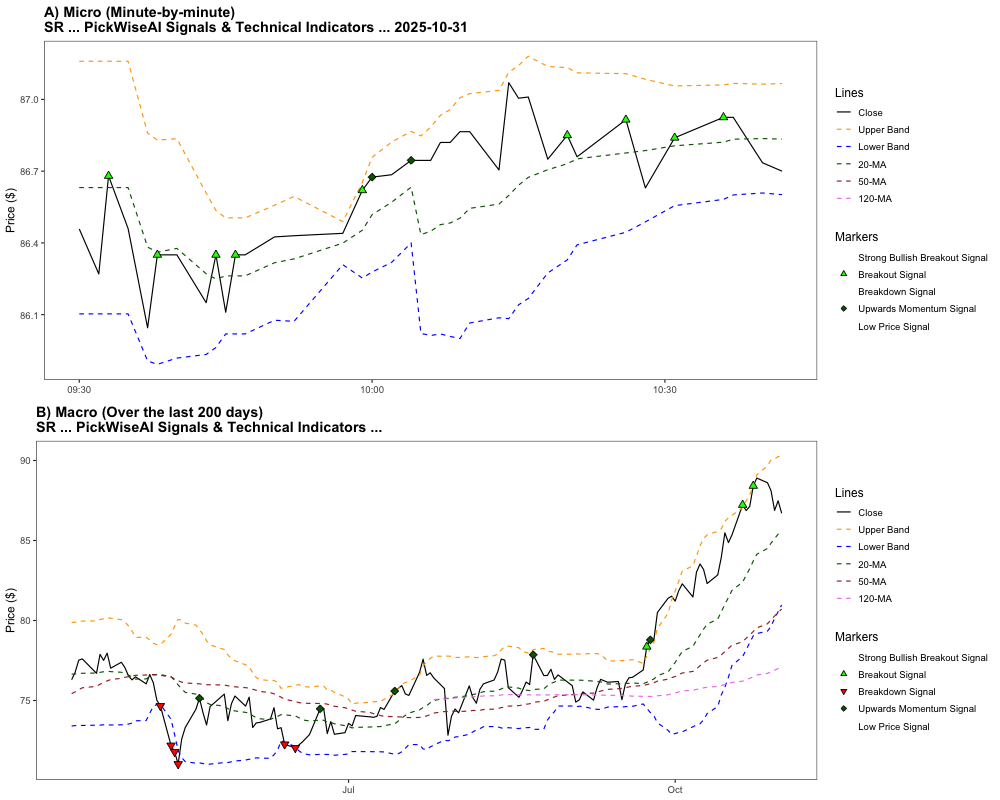 A) Micro (Minute-by-minute)
SR ... PickWiseAI Signals & Technical Indicators ... 2025-10-31
Price ($)
87.0
86.7
86.4
86.1
09:30
10:00
10:30
Lines
Close
Upper Band
Lower Band
20-MA
50-MA
120-MA
Markers
Strong Bullish Breakout Signal
Breakout Signal
Breakdown Signal
Upwards Momentum Signal
Low Price Signal
B) Macro (Over the last 200 days)
SR ... PickWiseAI Signals & Technical Indicators ...
Price ($)
90
85
80
75
Jul
Oct
Lines
Close
Upper Band
Lower Band
20-MA
50-MA
120-MA
Markers
Strong Bullish Breakout Signal
Breakout Signal
Breakdown Signal
Upwards Momentum Signal
Low Price Signal